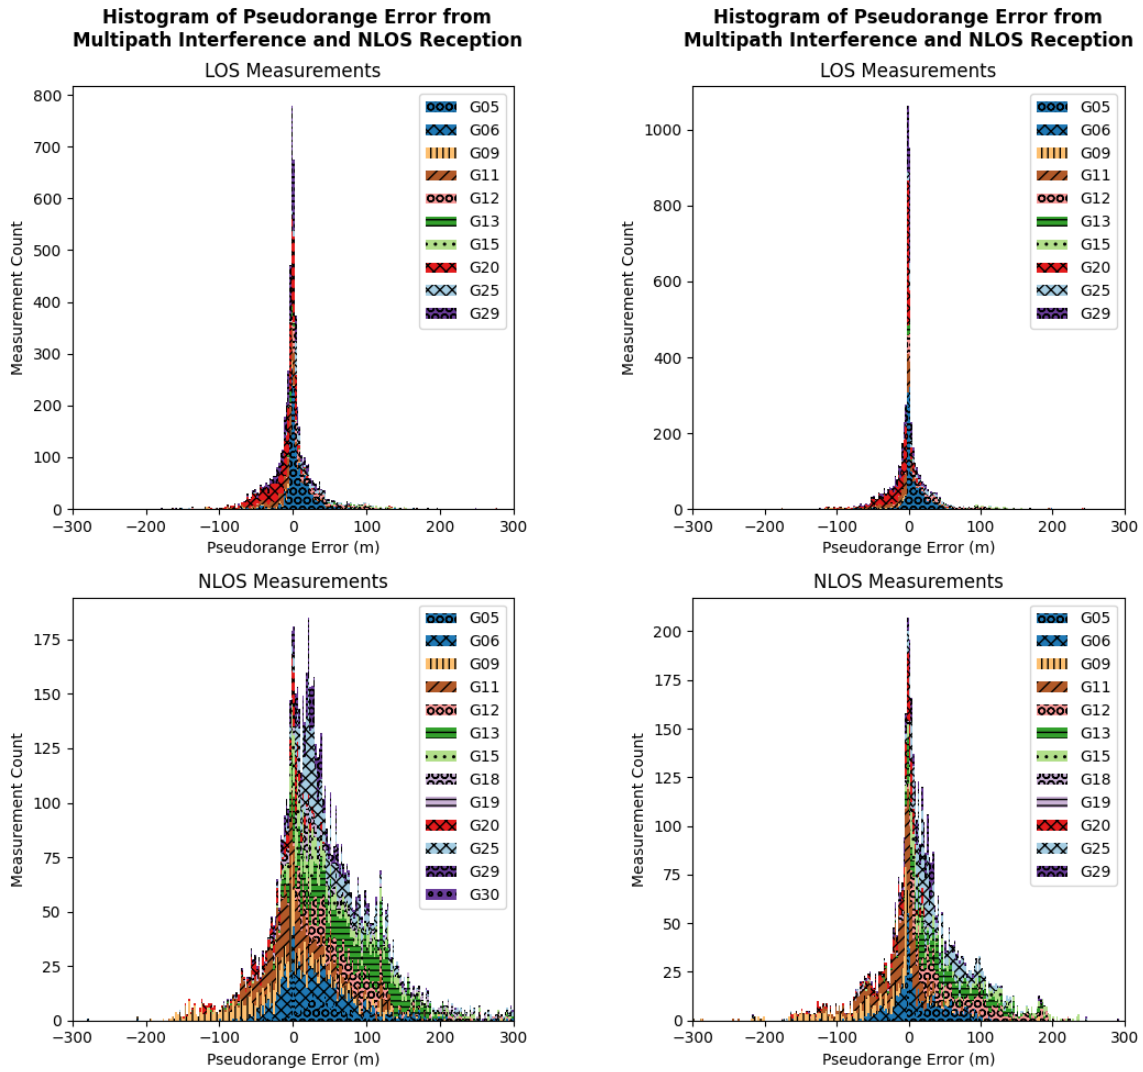 Histogram of Pseudorange Error from
Multipath Interference and NLOS Reception
LOS Measurements
800
700
600
500
400
300
200
100
0
Measurement Count
G05
G06
G09
G11
G12
G13
G15
G20
G25
G29
−300 −200 −100 0 100 200 300
Pseudorange Error (m)
Histogram of Pseudorange Error from
Multipath Interference and NLOS Reception
LOS Measurements
1000
800
600
400
200
0
Measurement Count
G05
G06
G09
G11
G12
G13
G15
G20
G25
G29
−300 −200 −100 0 100 200 300
Pseudorange Error (m)
NLOS Measurements
175
150
125
100
75
50
25
0
Measurement Count
G05
G06
G09
G11
G12
G13
G15
G18
G19
G20
G25
G29
G30
−300 −200 −100 0 100 200 300
Pseudorange Error (m)
NLOS Measurements
200
175
150
125
100
75
50
25
0
Measurement Count
G05
G06
G09
G11
G12
G13
G15
G18
G19
G20
G25
G29
−300 −200 −100 0 100 200 300
Pseudorange Error (m)